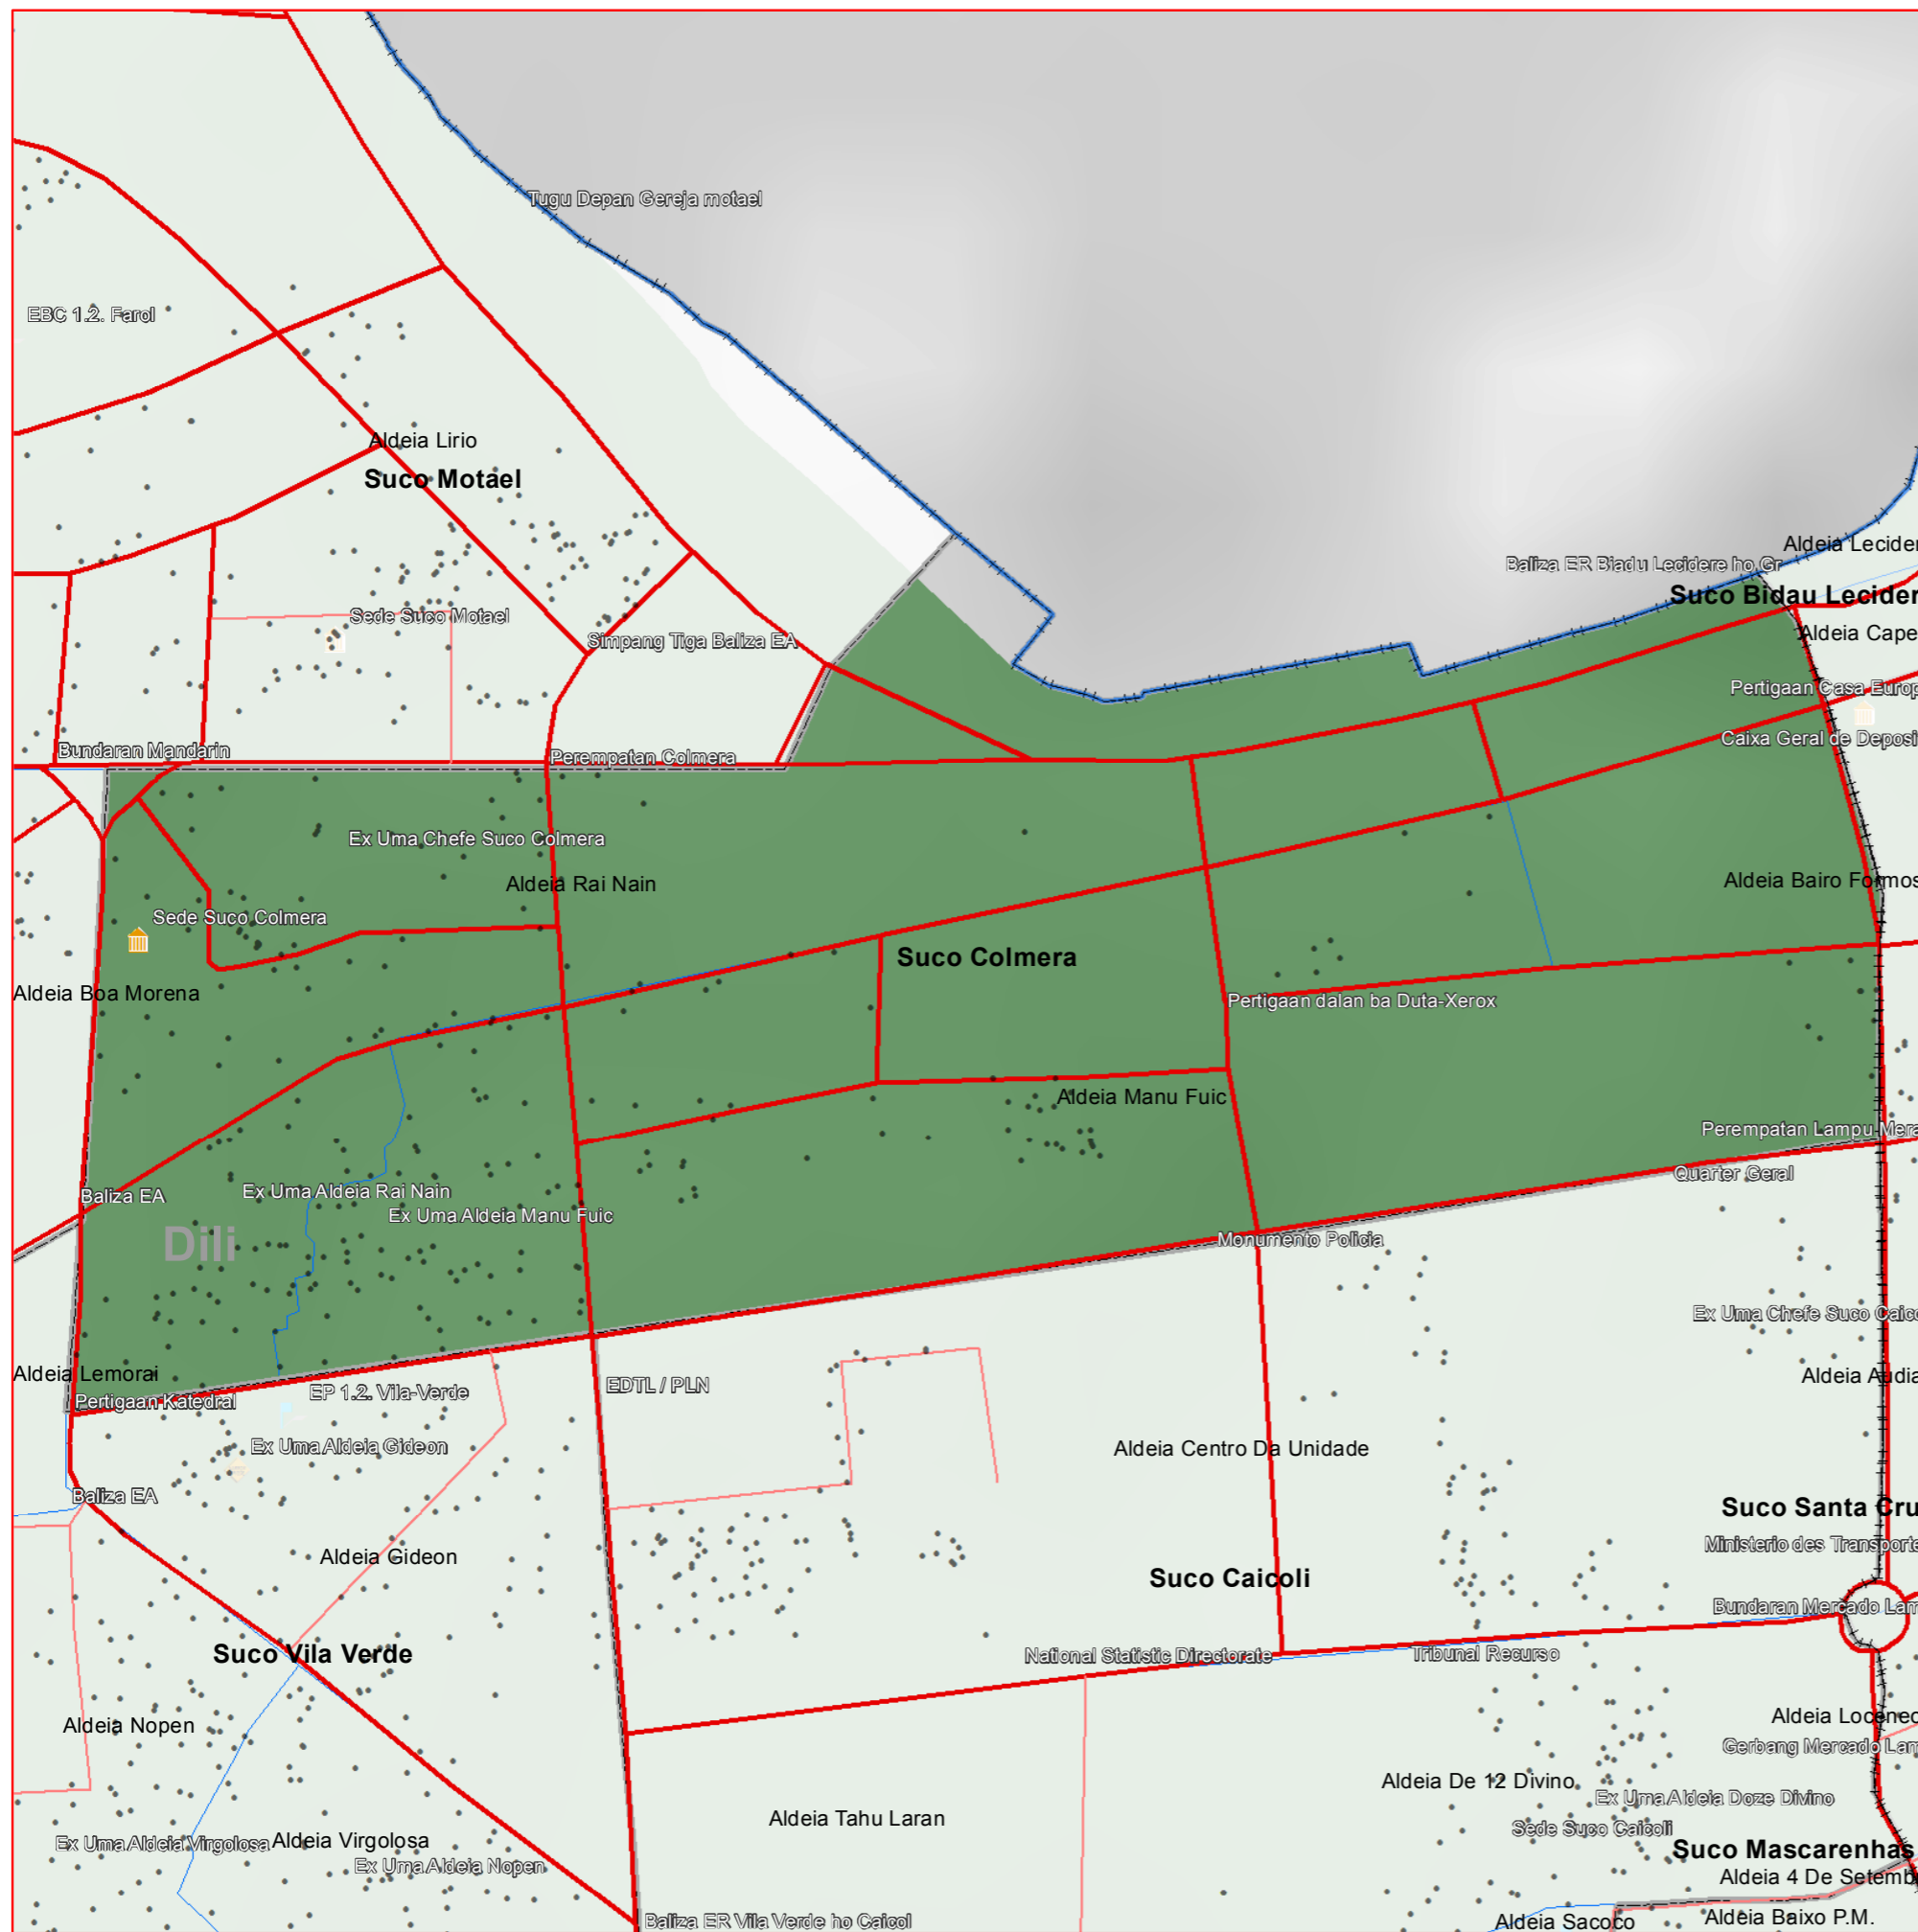 Tugu Depan Gereja motael
EBC 1.2. Farol
Aldeia Lirio
Suco Motael
Aldeia Lecider
Baliza ER Biadu Lecidere ho Gr
Suco Bidau Lecider
Sede Suco Motael
Simpang Tiga Baliza EA
Aldeia Cape
Pertigaan Casa Europ
Caixa Geral de Deposi
Bundaran Mandarin
Perempatan Colmera
Ex Uma Chefe Suco Colmera
Aldeia Rai Nain
Aldeia Bairo Formos
Sede Suco Colmera
Suco Colmera
Aldeia Boa Morena
Pertigaan dalan ba Duta-Xerox
Aldeia Manu Fuic
Perempatan Lampu Mera
Quarter Geral
Baliza EA
Ex Uma Aldeia Rai Nain
Ex Uma Aldeia Manu Fuic
Dili
Monumento Policia
Ex Uma Chefe Suco Caico
Aldeia Lemorai
Aldeia Audia
Pertigaan Katedral
EP 1.2. Vila-Verde
EDTL / PLN
Ex Uma Aldeia Gideon
Aldeia Centro Da Unidade
Baliza EA
Suco Santa Cru
Ministerio des Transporte
Aldeia Gideon
Suco Caicoli
Bundaran Mercado Lam
Suco Vila Verde
National Statistic Directorate
Tribunal Recurso
Aldeia Nopen
Aldeia Locenco
Gerbang Mercado Lam
Aldeia De 12 Divino
Ex Uma Aldeia Doze Divino
Aldeia Tahu Laran
Sede Suco Caicoli
Ex Uma Aldeia Virgolosa
Aldeia Virgolosa
Suco Mascarenhas
Ex Uma Aldeia Nopen
Aldeia 4 De Setemb
Baliza ER Vila Verde ho Caicol
Aldeia Sacoco
Aldeia Baixo P.M.